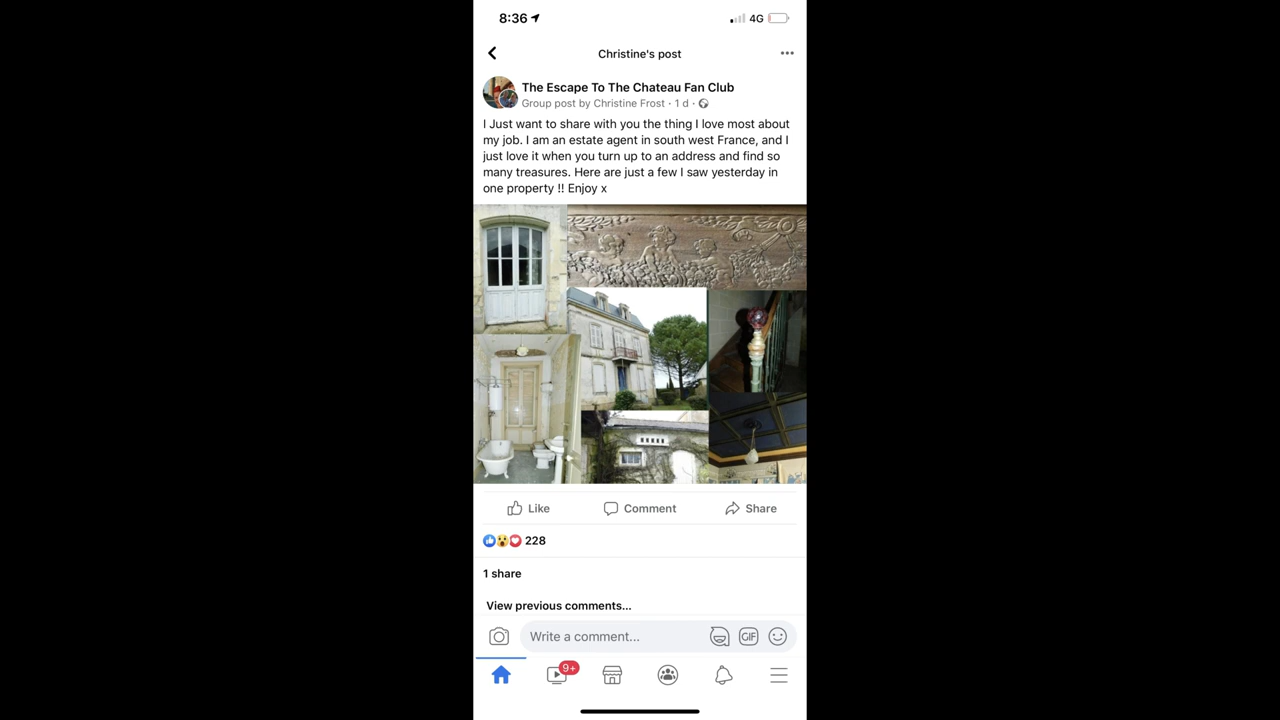 8:36
4G
Christine's post
The Escape To The Chateau Fan Club
Group post by Christine Frost · 1 d ·
I Just want to share with you the thing I love most about
my job. I am an estate agent in south west France, and I
just love it when you turn up to an address and find so
many treasures. Here are just a few I saw yesterday in
one property !! Enjoy x
Like
Comment
Share
228
1 share
View previous comments...
Write a comment...
GIF
9+